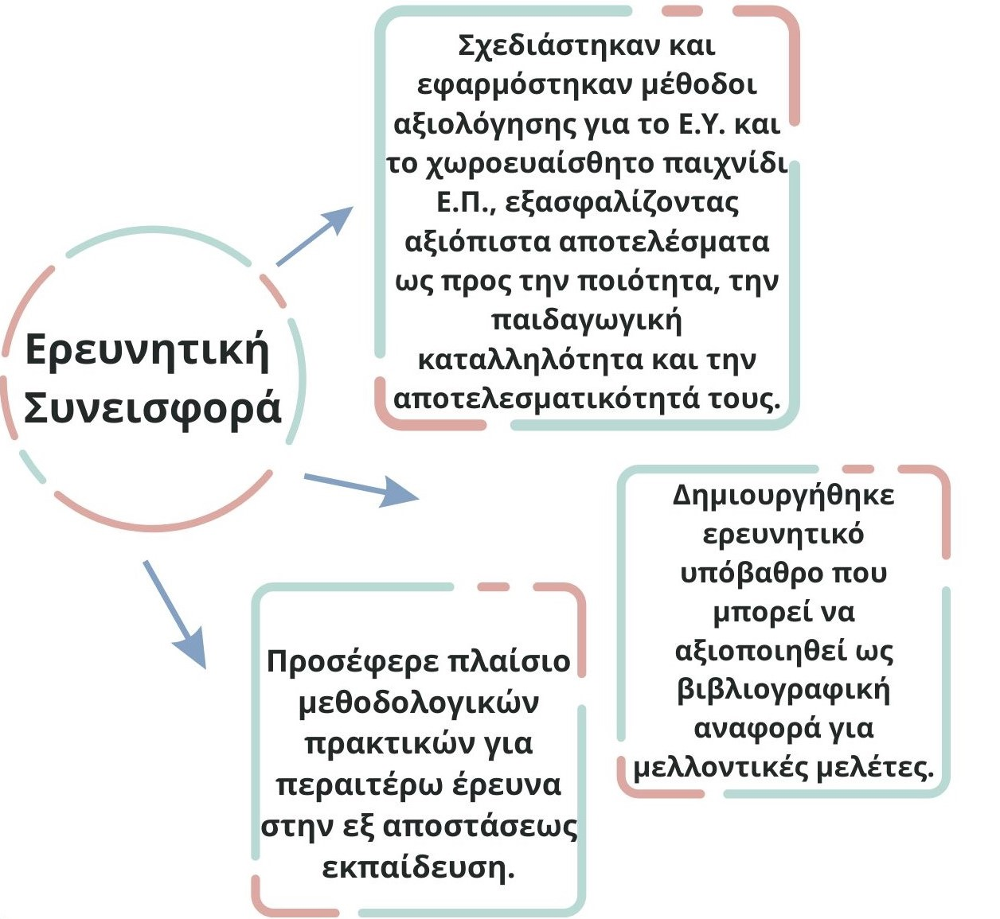 Ερευνητική
Συνεισφορά
Σχεδιάστηκαν και
εφαρμόστηκαν μέθοδοι
αξιολόγησης για το Ε.Υ. και
το χωροευαίσθητο παιχνίδι
Ε.Π., εξασφαλίζοντας
αξιόπιστα αποτελέσματα
ως προς την ποιότητα, την
παιδαγωγική
καταλληλότητα και την
αποτελεσματικότητά τους.
Δημιουργήθηκε
ερευνητικό
υπόβαθρο που
μπορεί να
αξιοποιηθεί ως
βιβλιογραφική
αναφορά για
μελλοντικές μελέτες.
Προσέφερε πλαίσιο
μεθοδολογικών
πρακτικών για
περαιτέρω έρευνα
στην εξ αποστάσεως
εκπαίδευση.